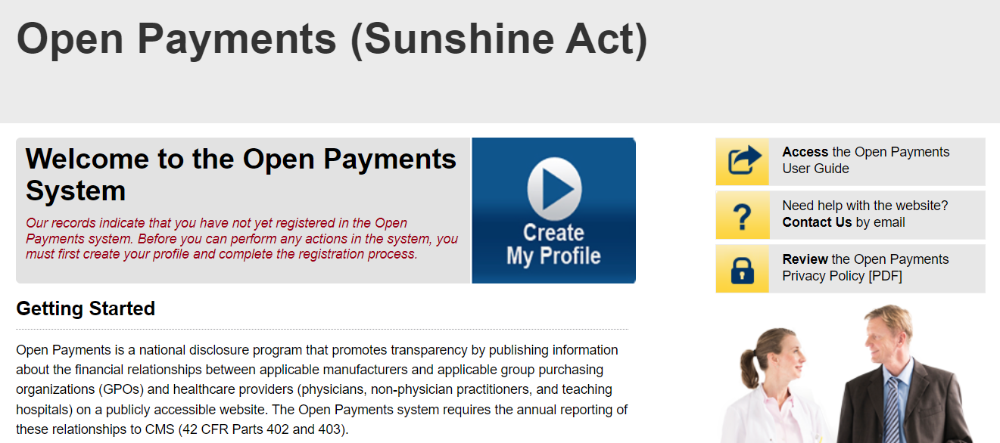 Open Payments (Sunshine Act)
Welcome to the Open Payments
System
Our records indicate that you have not yet registered in the Open
Payments system. Before you can perform any actions in the system, you
must first create your profile and complete the registration process.
Create
My Profile
Getting Started
Open Payments is a national disclosure program that promotes transparency by publishing information
about the financial relationships between applicable manufacturers and applicable group purchasing
organizations (GPOs) and healthcare providers (physicians, non-physician practitioners, and teaching
hospitals) on a publicly accessible website. The Open Payments system requires the annual reporting of
these relationships to CMS (42 CFR Parts 402 and 403).
Access the Open Payments
User Guide
Need help with the website?
Contact Us by email
Review the Open Payments
Privacy Policy [PDF]